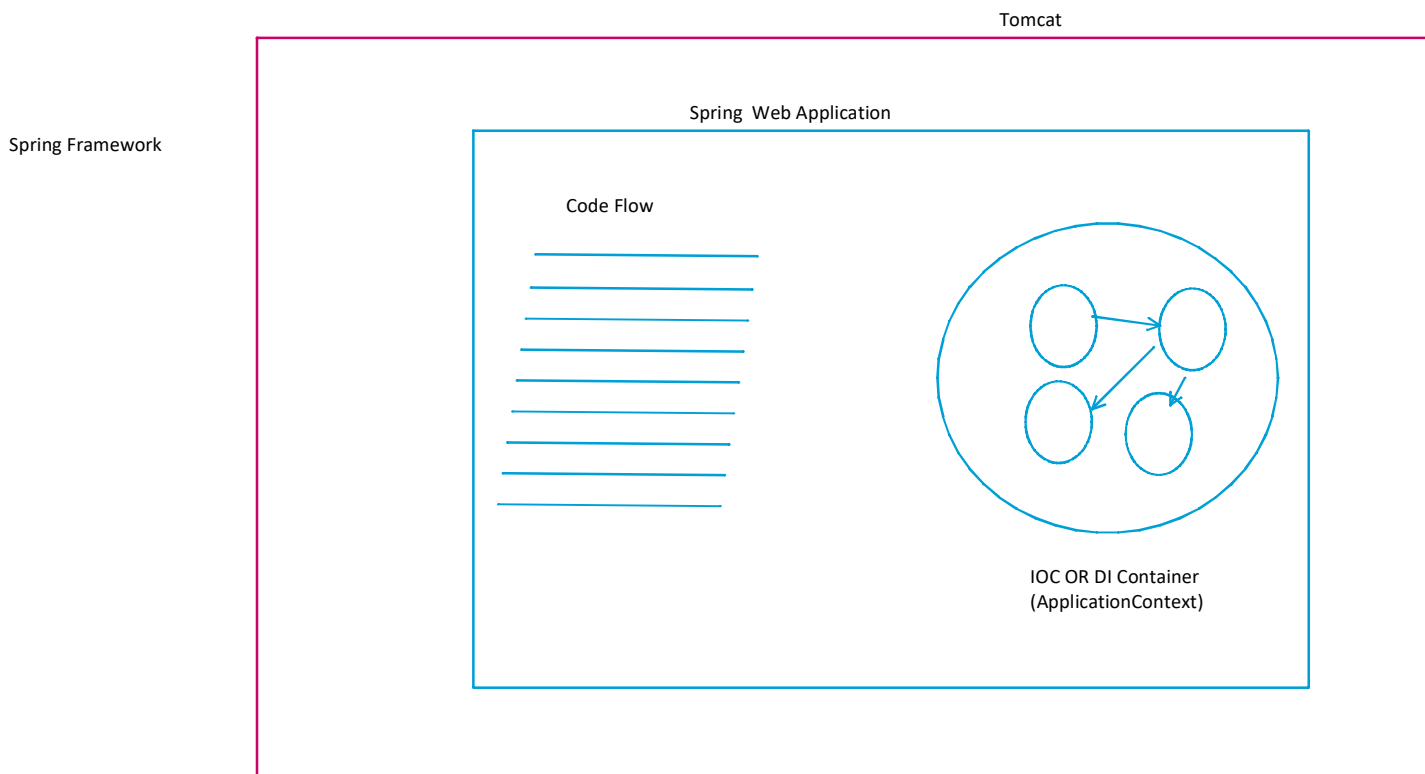 Tomcat
Spring Web Application
Spring Framework
Code Flow
IOC OR DI Container
(ApplicationContext)